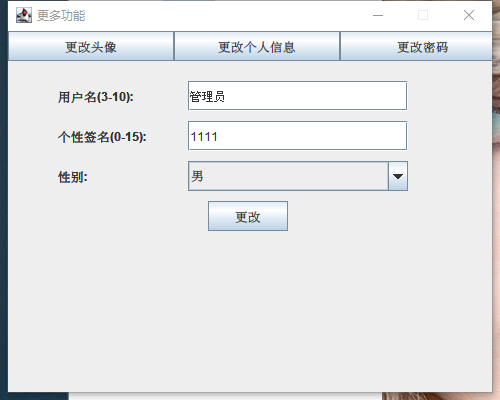 更多功能
更改头像 更改个人信息 更改密码
用户名(3-10): 管理员
个性签名(0-15): 1111
性别: 男
更改